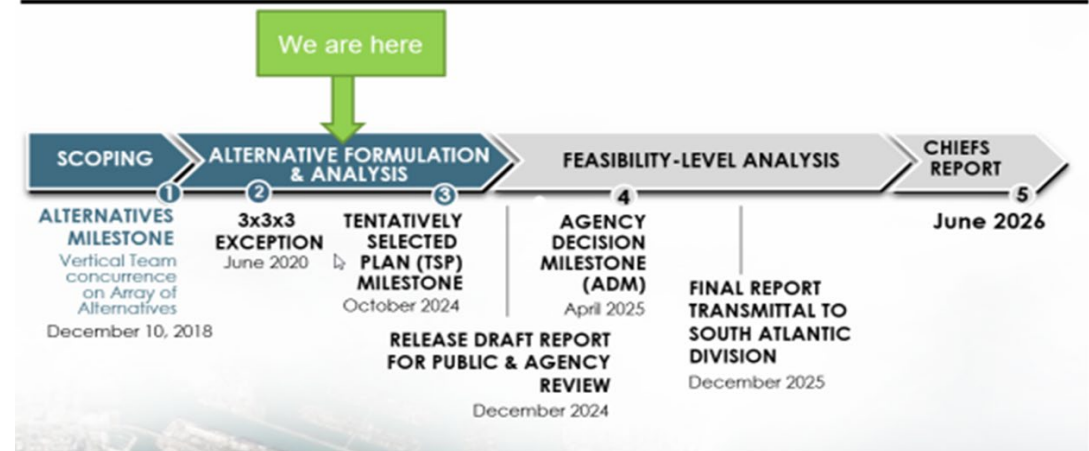 We are here
SCOPING
ALTERNATIVE FORMULATION
& ANALYSIS
FEASIBILITY-LEVEL ANALYSIS
CHIEFS
REPORT
1
2
3
4
5
ALTERNATIVES
MILESTONE
Vertical Team
concurrence
on Array of
Alternatives
December 10, 2018
3x3x3
EXCEPTION
June 2020
TENTATIVELY
SELECTED
PLAN (TSP)
MILESTONE
October 2024
RELEASE DRAFT REPORT
FOR PUBLIC & AGENCY
REVIEW
December 2024
AGENCY
DECISION
MILESTONE
(ADM)
April 2025
FINAL REPORT
TRANSMITTAL TO
SOUTH ATLANTIC
DIVISION
December 2025
June 2026